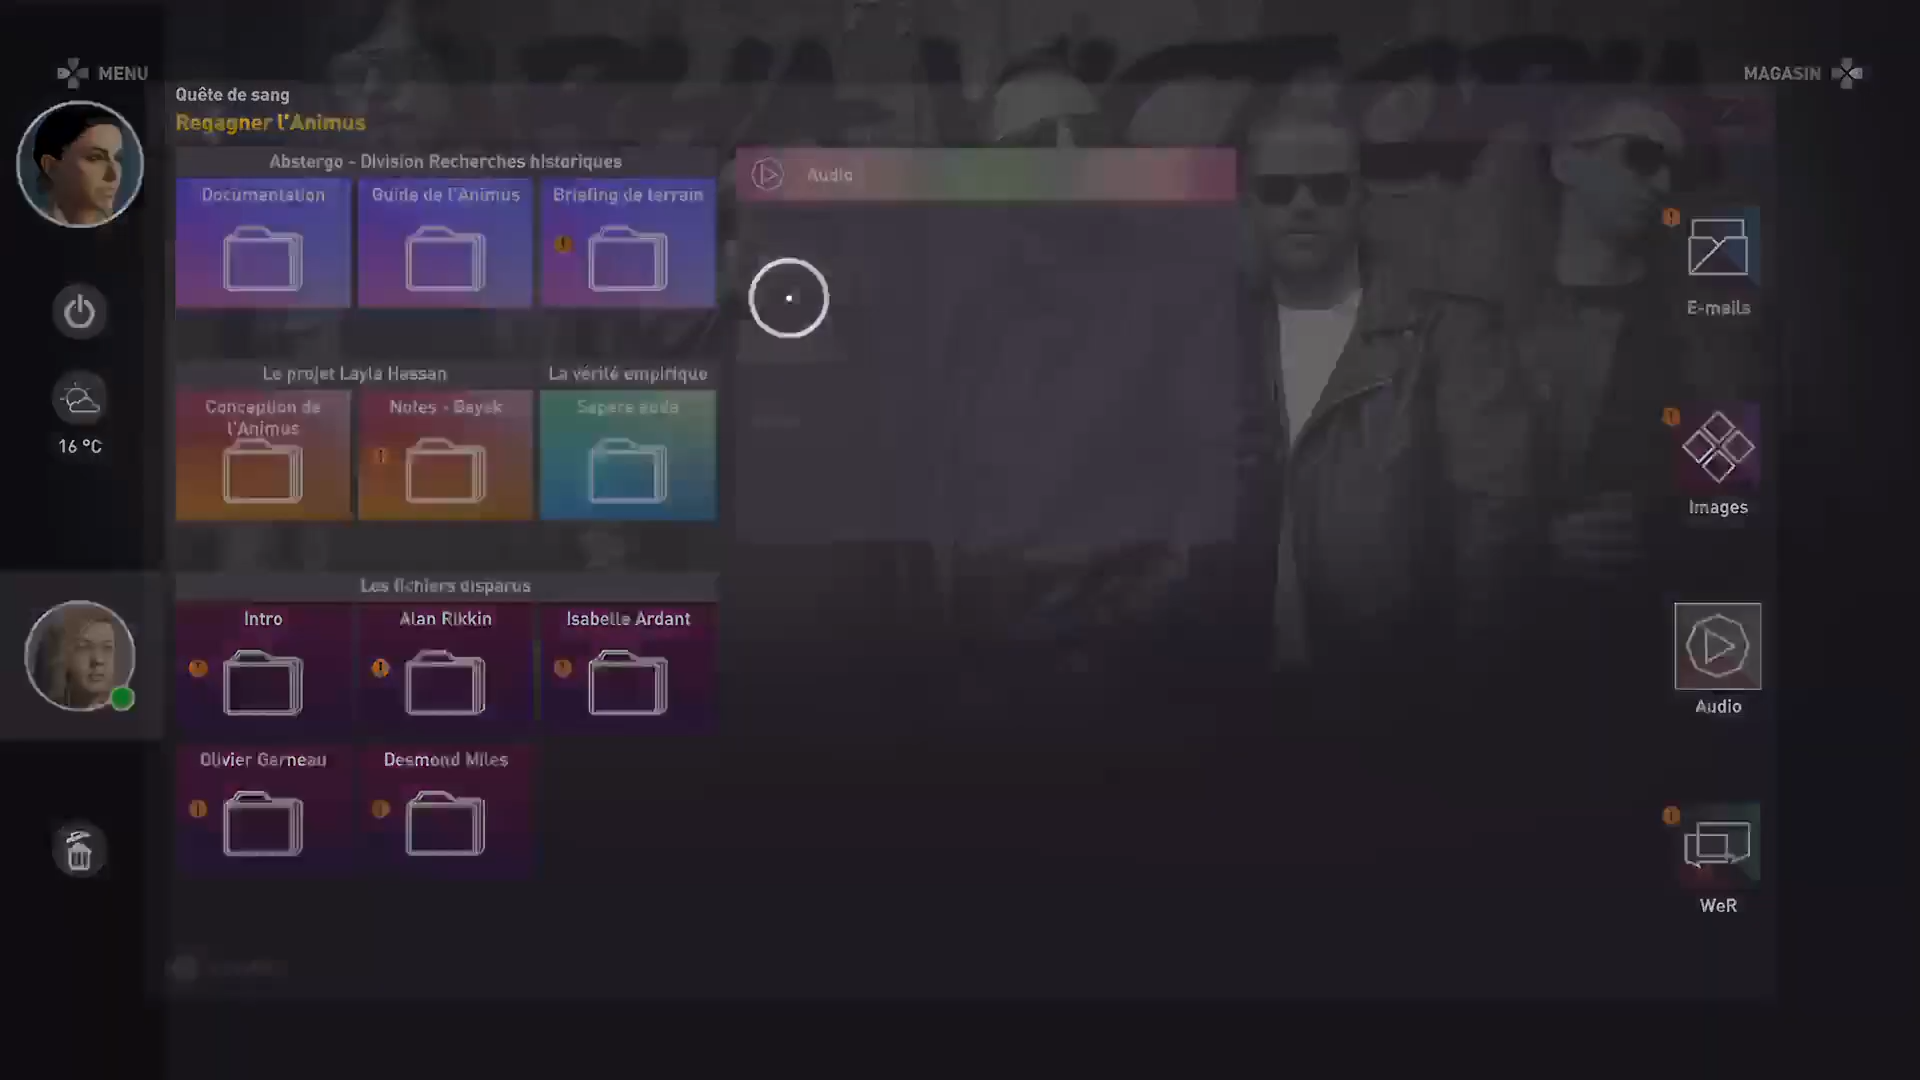 MENU
MAGASIN
Quête de sang
Regagner l'Animus
Abstergo - Division Recherches historiques
Documentation
Guide de l'Animus
Briefing de terrain
Audio
E-mails
Le projet Layla Hassan
La vérité empirique
Conception de
l'Animus
Notes - Bayek
Sapere aude
16 °C
Images
Les fichiers disparus
Intro
Alan Rikkin
Isabelle Ardant
Audio
Olivier Garneau
Desmond Miles
WeR